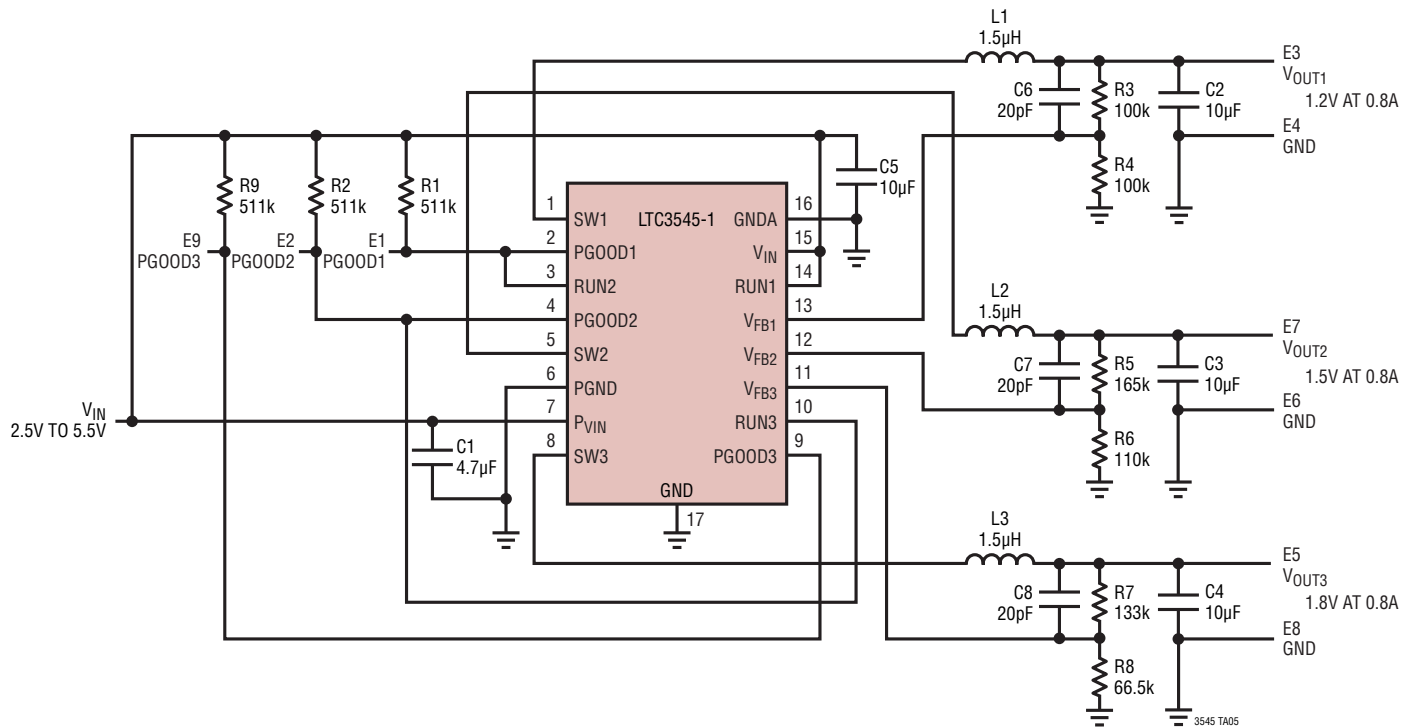 L1
1.5µH
E3
VOUT1
1.2V AT 0.8A
C6
20pF
R3
100k
C2
10µF
E4
GND
R4
100k
R9
511k
R2
511k
R1
511k
C5
10µF
E9
PGOOD3
E2
PGOOD2
E1
PGOOD1
LTC3545-1
1
SW1
2
PGOOD1
3
RUN2
4
PGOOD2
5
SW2
6
PGND
7
PVIN
8
SW3
16
GNDA
15
VIN
14
RUN1
13
VFB1
12
VFB2
11
VFB3
10
RUN3
9
PGOOD3
GND
17
VIN
2.5V TO 5.5V
C1
4.7µF
L2
1.5µH
E7
VOUT2
1.5V AT 0.8A
C7
20pF
R5
165k
C3
10µF
E6
GND
R6
110k
L3
1.5µH
E5
VOUT3
1.8V AT 0.8A
C8
20pF
R7
133k
C4
10µF
E8
GND
R8
66.5k
3545 TA05